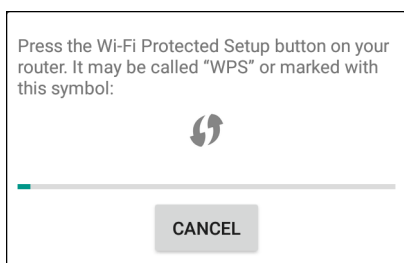 Press the Wi-Fi Protected Setup button on your
router. It may be called “WPS” or marked with
this symbol:
CANCEL